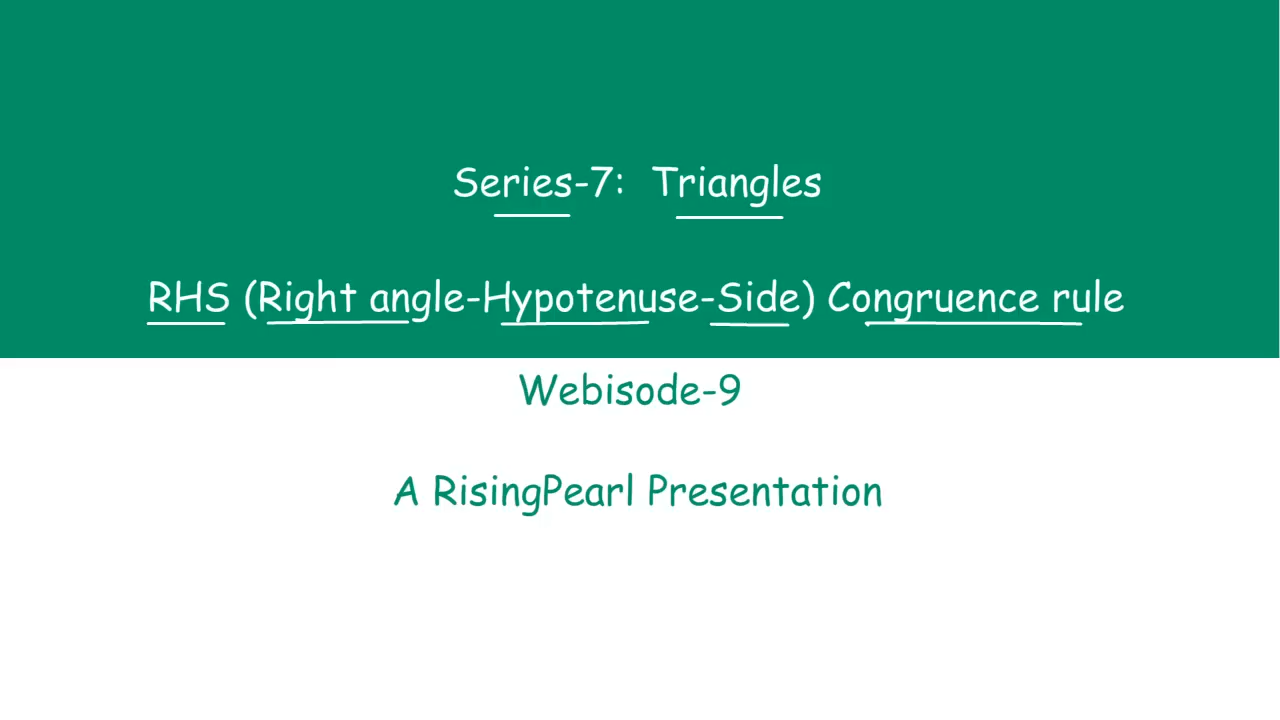 Series-7: Triangles
RHS (Right angle-Hypotenuse-Side) Congruence rule
Webisode-9
A RisingPearl Presentation